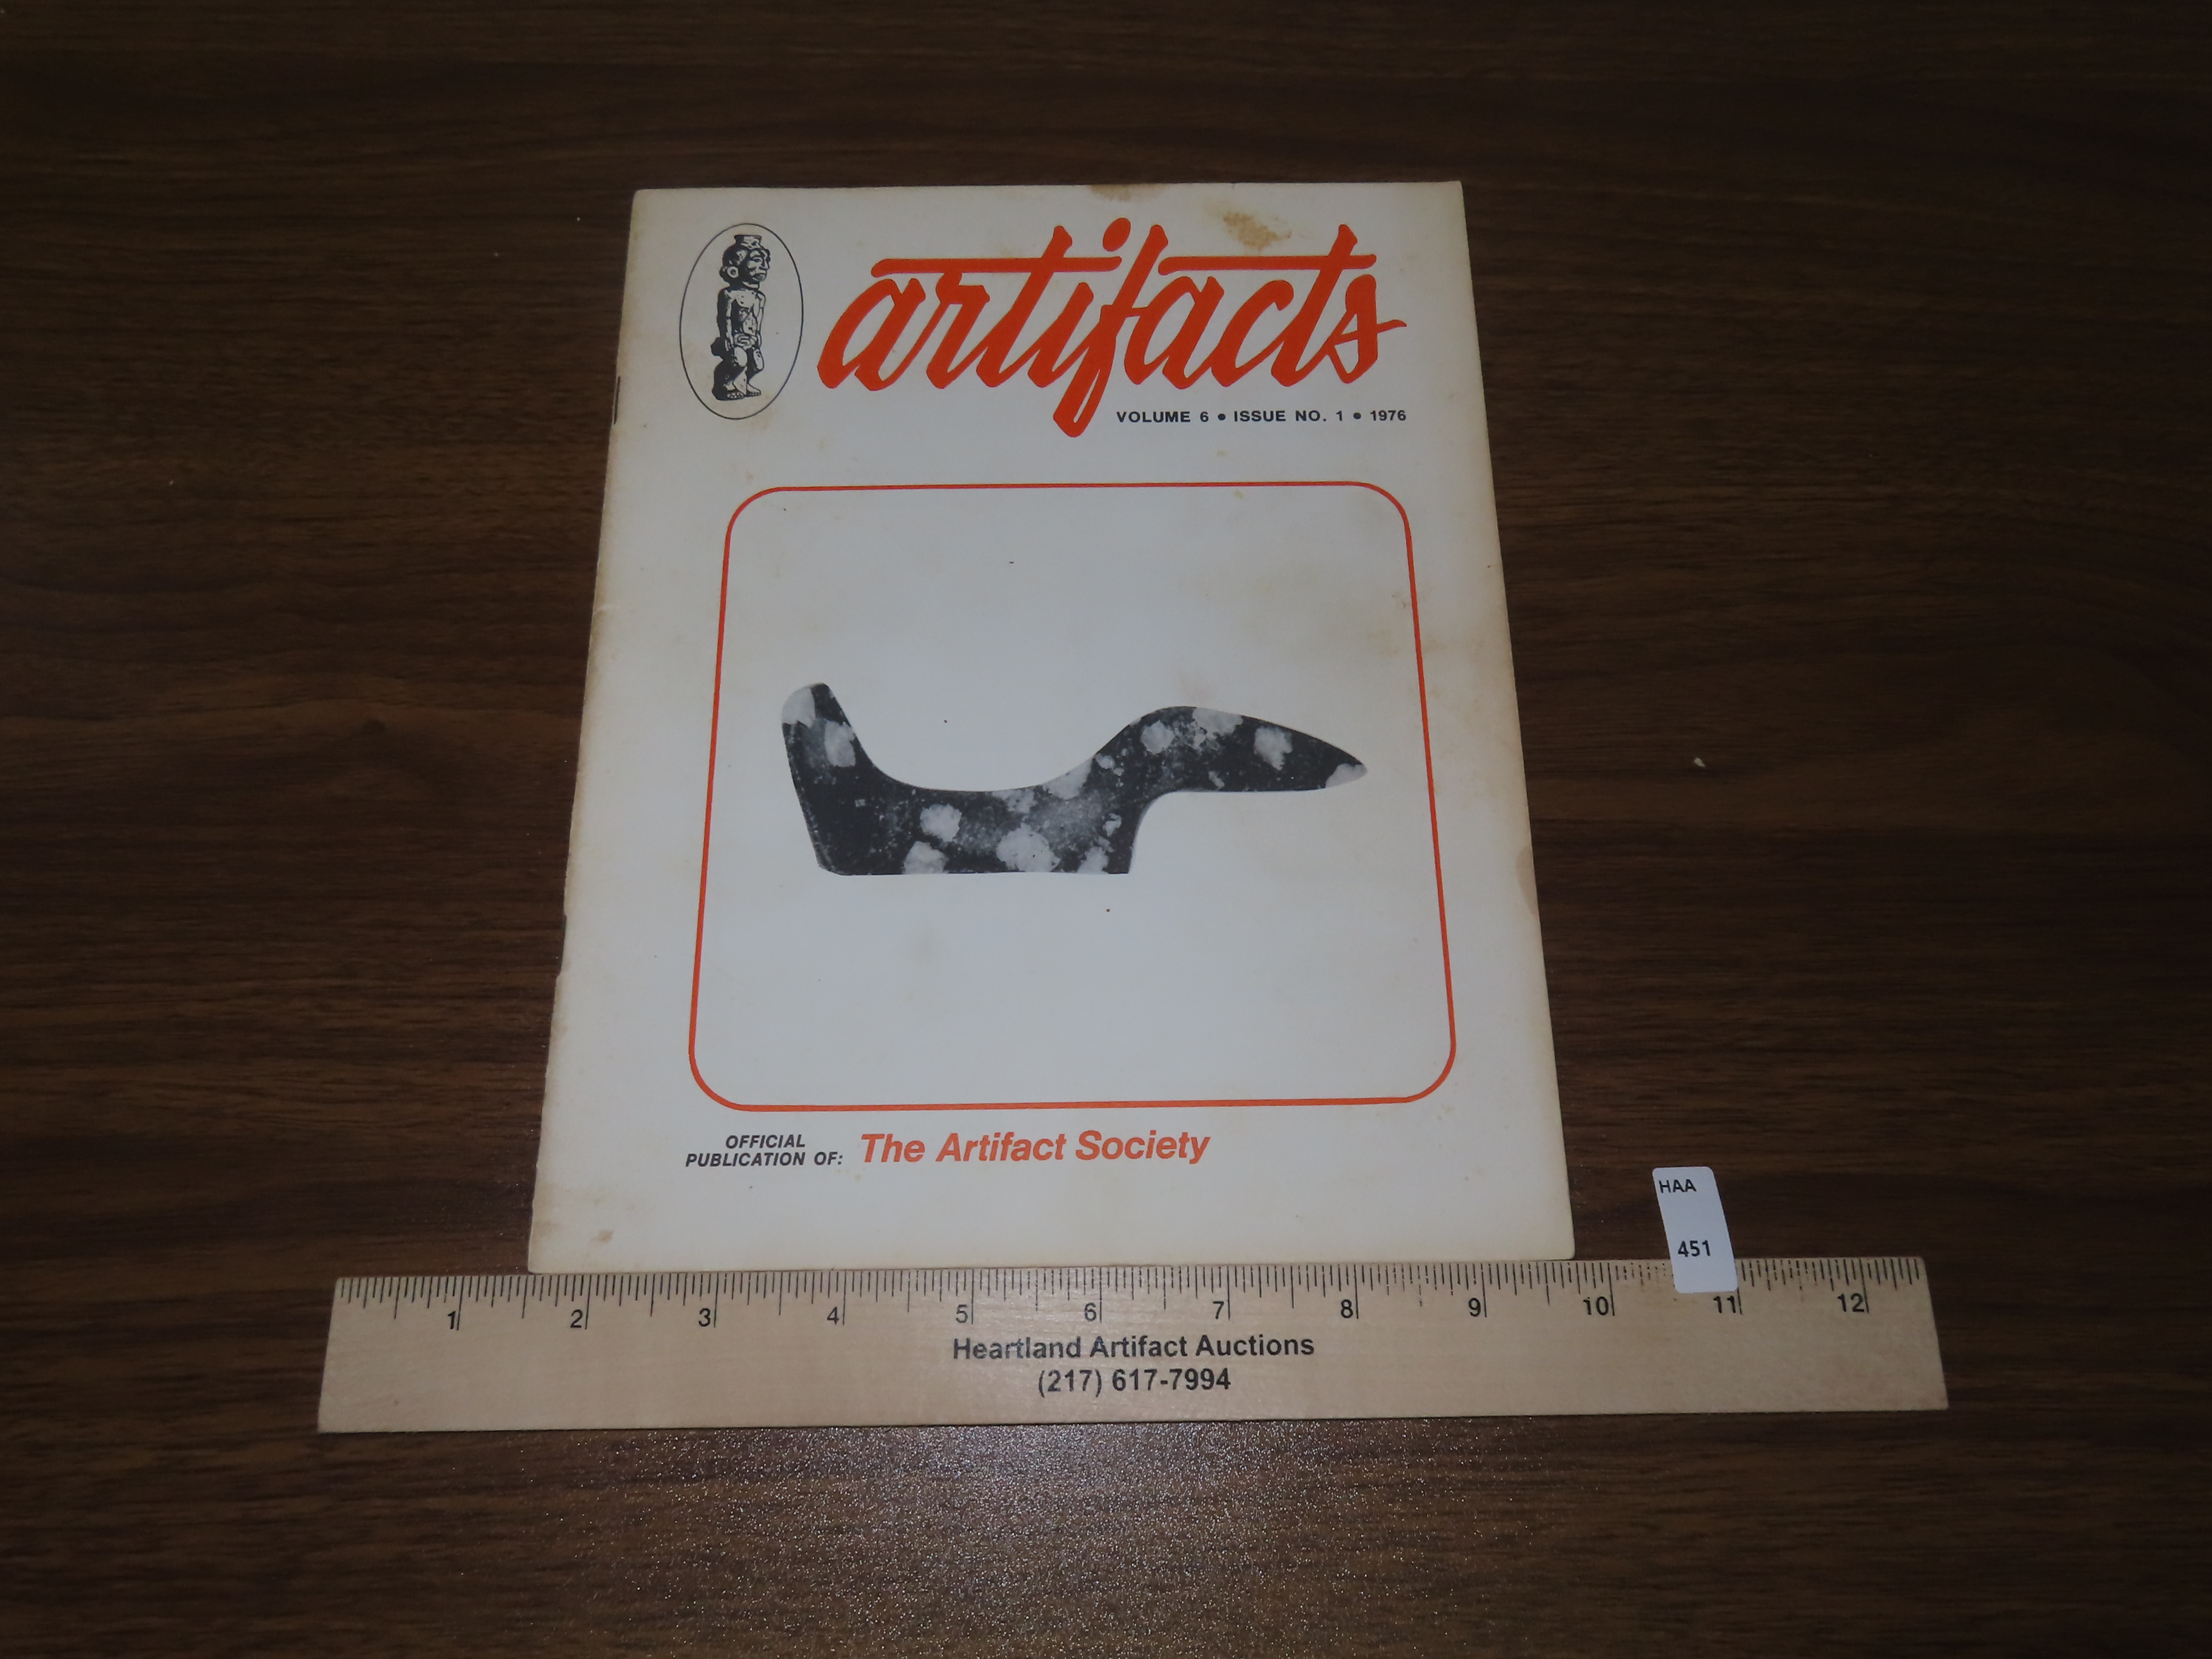 artifacts
VOLUME 6 • ISSUE NO. 1 • 1976
OFFICIAL
PUBLICATION OF: The Artifact Society
HAA
451
1 2 3 4 5 6 7 8 9 10 11 12
Heartland Artifact Auctions
(217) 617-7994